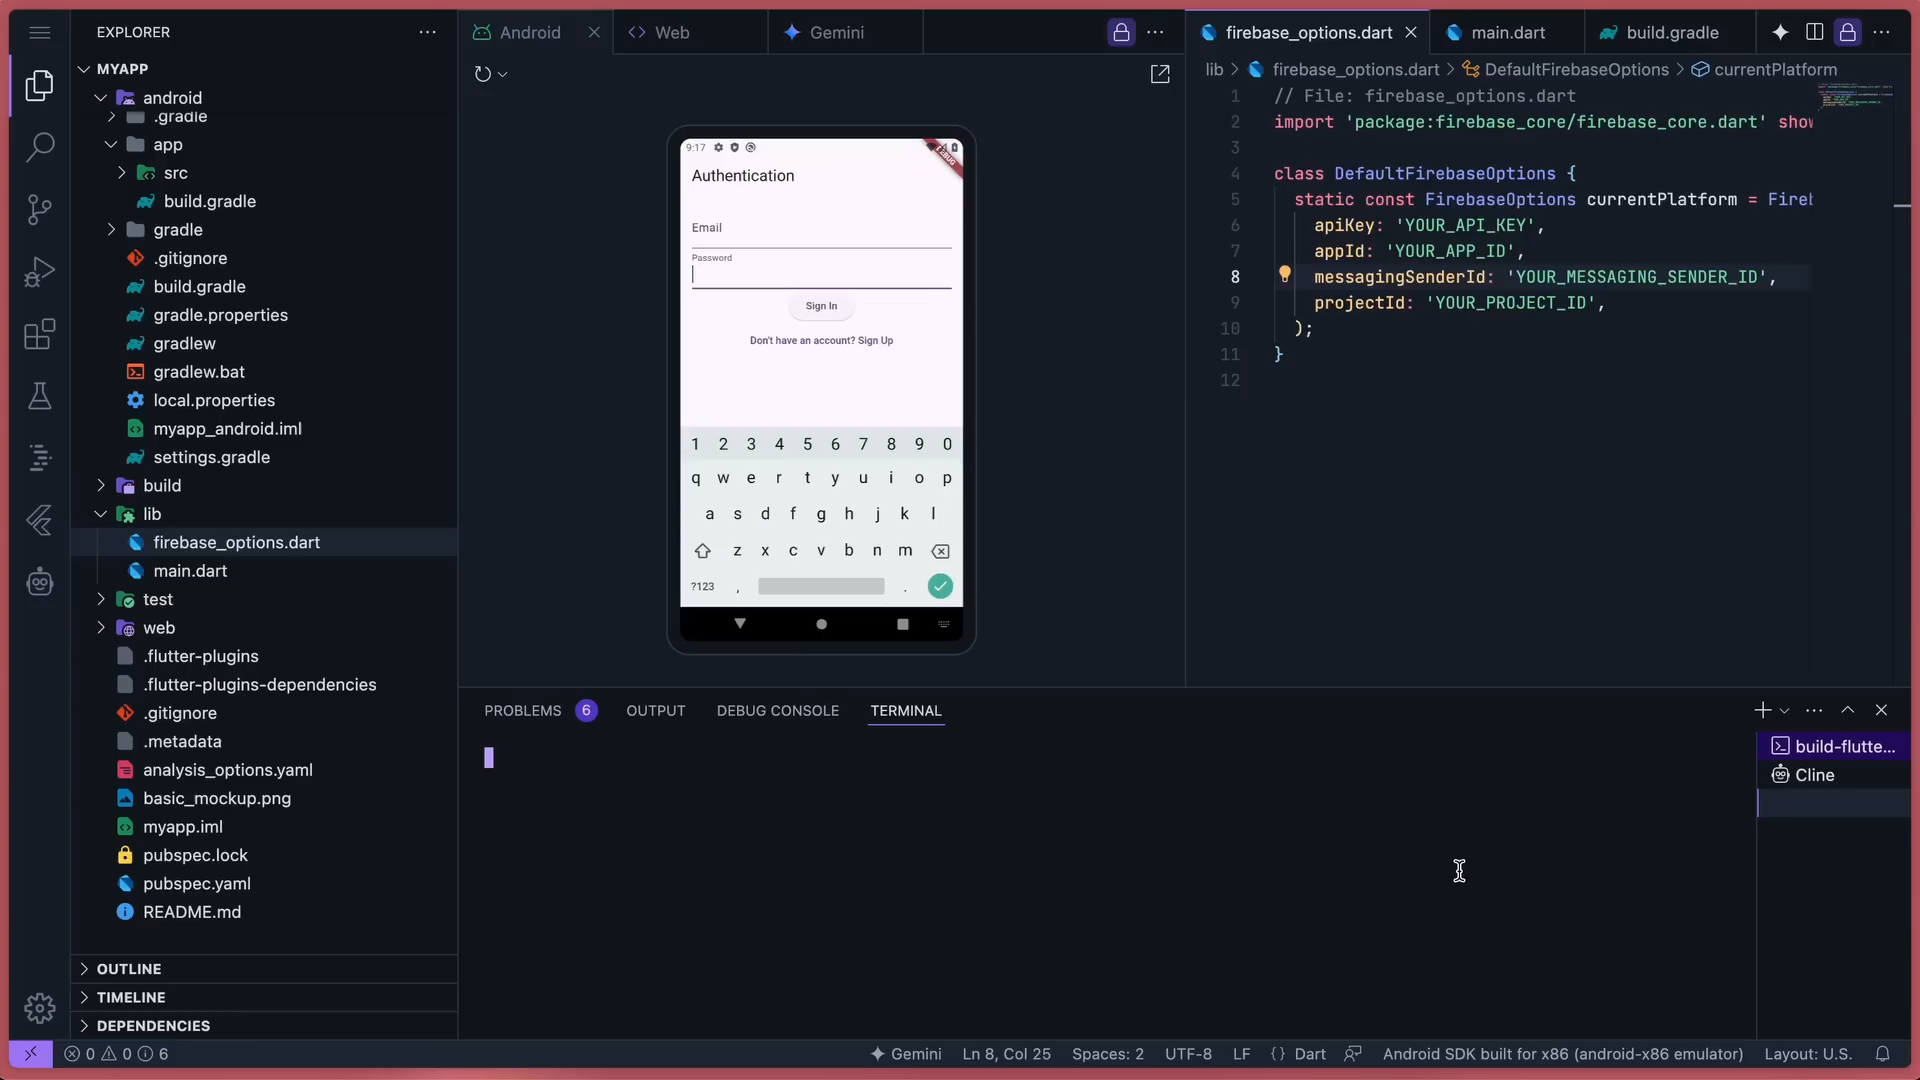 EXPLORER
MYAPP
android
.gradle
app
src
build.gradle
gradle
.gitignore
build.gradle
gradle.properties
gradlew
gradlew.bat
local.properties
myapp_android.iml
settings.gradle
build
lib
firebase_options.dart
main.dart
test
web
.flutter-plugins
.flutter-plugins-dependencies
.gitignore
.metadata
analysis_options.yaml
basic_mockup.png
myapp.iml
pubspec.lock
pubspec.yaml
README.md
OUTLINE
TIMELINE
DEPENDENCIES
Android
Web
Gemini
9:17
DEBUG
Authentication
Email
Password
Sign In
Don't have an account? Sign Up
1 2 3 4 5 6 7 8 9 0
q w e r t y u i o p
a s d f g h j k l
z x c v b n m
?123 , .
firebase_options.dart
main.dart
build.gradle
lib > firebase_options.dart > DefaultFirebaseOptions > currentPlatform
1 // File: firebase_options.dart
2 import 'package:firebase_core/firebase_core.dart' show
3
4 class DefaultFirebaseOptions {
5 static const FirebaseOptions currentPlatform = Fireb
6 apiKey: 'YOUR_API_KEY',
7 appId: 'YOUR_APP_ID',
8 messagingSenderId: 'YOUR_MESSAGING_SENDER_ID',
9 projectId: 'YOUR_PROJECT_ID',
10 );
11 }
12
PROBLEMS 6 OUTPUT DEBUG CONSOLE TERMINAL
build-flutte...
Cline
0 0 6
Gemini Ln 8, Col 25 Spaces: 2 UTF-8 LF {} Dart Android SDK built for x86 (android-x86 emulator) Layout: U.S.